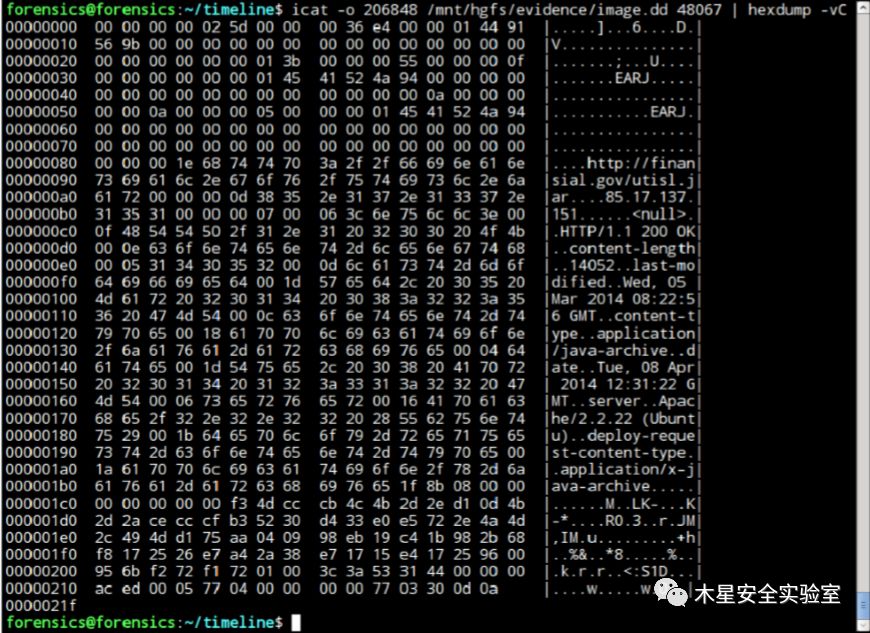 forensics@forensics:~/timeline$ icat -o 206848 /mnt/hgfs/evidence/image.dd 48067 | hexdump -vC
00000000 00 00 00 00 02 5d 00 00 00 36 e4 00 00 01 44 91 |.....]...6....D.|
00000010 56 9b 00 00 00 00 00 00 00 00 00 00 00 00 00 00 |V...............|
00000020 00 00 00 00 00 01 3b 00 00 00 55 00 00 00 0f |.......;...U....|
00000030 00 00 00 00 00 01 45 41 52 4a 94 00 00 00 00 |......EARJ.....|
00000040 00 00 00 00 00 00 00 00 00 00 0a 00 00 00 00 |................|
00000050 00 00 0a 00 00 00 05 00 00 00 01 45 41 52 4a 94 |...........EARJ.|
00000060 00 00 00 00 00 00 00 00 00 00 00 00 00 00 00 00 |................|
00000070 00 00 00 00 00 00 00 00 00 00 00 00 00 00 00 00 |................|
00000080 00 00 00 1e 68 74 74 70 3a 2f 2f 66 69 6e 61 6e |....http://finan|
00000090 73 69 61 6c 2e 67 6f 76 2f 75 74 69 73 6c 2e 6a |sial.gov/utisl.j|
000000a0 61 72 00 00 00 0d 38 35 2e 31 37 2e 31 33 37 2e |ar....85.17.137.|
000000b0 31 35 31 00 00 00 07 00 06 3c 6e 75 6c 6c 3e 00 |151......<null>.|
000000c0 0f 48 54 54 50 2f 31 2e 31 20 32 30 30 20 4f 4b |.HTTP/1.1 200 OK|
000000d0 00 0e 63 6f 6e 74 65 6e 74 2d 6c 65 6e 67 74 68 |..content-length|
000000e0 00 05 31 34 30 35 32 00 0d 6c 61 73 74 2d 6d 6f |..14052..last-mo|
000000f0 64 69 66 69 65 64 00 1d 57 65 64 2c 20 30 35 20 |dified..Wed, 05 |
00000100 4d 61 72 20 32 30 31 34 20 30 38 3a 32 32 3a 35 |Mar 2014 08:22:5|
00000110 36 20 47 4d 54 00 0c 63 6f 6e 74 65 6e 74 2d 74 |6 GMT..content-t|
00000120 79 70 65 00 18 61 70 70 6c 69 63 61 74 69 6f 6e |ype..application|
00000130 2f 6a 61 76 61 2d 61 72 63 68 69 76 65 00 04 64 |/java-archive..d|
00000140 61 74 65 00 1d 54 75 65 2c 20 30 38 20 41 70 72 |ate..Tue, 08 Apr|
00000150 20 32 30 31 34 20 31 32 3a 33 31 3a 32 32 20 47 | 2014 12:31:22 G|
00000160 4d 54 00 06 73 65 72 76 65 72 00 16 41 70 61 63 |MT..server..Apac|
00000170 68 65 2f 32 2e 32 2e 32 32 20 28 55 62 75 6e 74 |he/2.2.22 (Ubunt|
00000180 75 29 00 1b 64 65 70 6c 6f 79 2d 72 65 71 75 65 |u)..deploy-reque|
00000190 73 74 2d 63 6f 6e 74 65 6e 74 2d 74 79 70 65 00 |st-content-type.|
000001a0 1a 61 70 70 6c 69 63 61 74 69 6f 6e 2f 78 2d 6a |.application/x-j|
000001b0 61 76 61 2d 61 72 63 68 69 76 65 1f 8b 08 00 00 |ava-archive.....|
000001c0 00 00 00 00 00 f3 4d cc cb 4c 4b 2d 2e d1 0d 4b |......M..LK-...K|
000001d0 2d 2a ce cc cf b3 52 30 d4 33 e0 e5 72 2e 4a 4d |-*....R0.3..r.JM|
000001e0 2c 49 4d d1 75 aa 04 09 98 eb 19 c4 1b 98 2b 68 |,IM.u.........+h|
000001f0 f8 17 25 26 e7 a4 2a 38 e7 17 15 e4 17 25 96 00 |..%&..*8.....%..|
00000200 95 6b f2 72 f1 72 01 00 3c 3a 53 31 44 00 00 00 |.k.r.r..<:S1D...|
00000210 ac ed 00 05 77 04 00 00 00 00 77 03 30 0d 0a |....w.....w
0000021f
forensics@forensics:~/timeline$
木星安全实验室